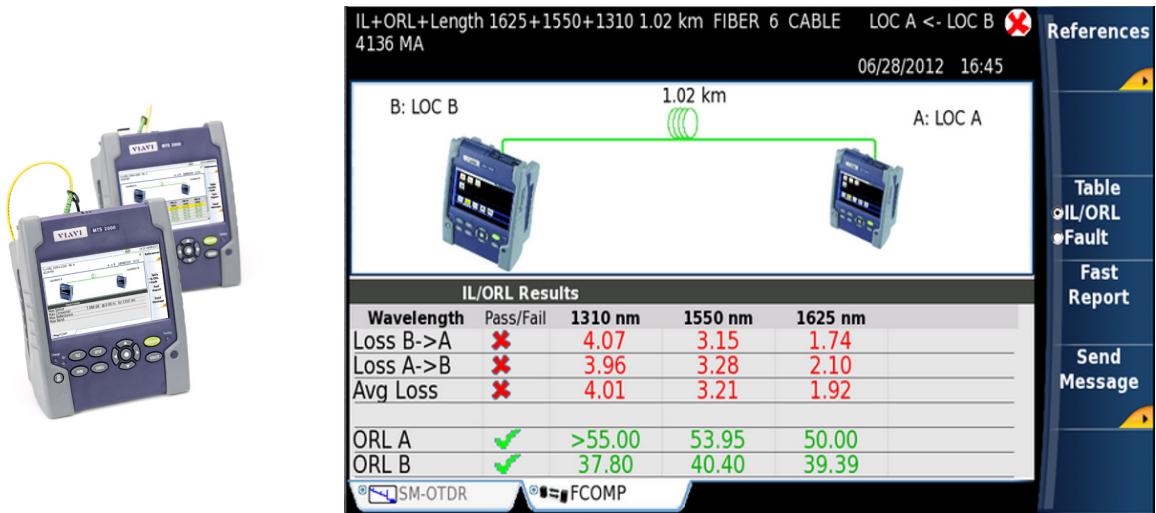 VIAVI MTS 2000
VIAVI MTS 2000
IL+ORL+Length 1625+1550+1310 1.02 km FIBER 6 CABLE LOC A <- LOC B
4136 MA
06/28/2012 16:45
B: LOC B
1.02 km
A: LOC A
IL/ORL Results
Wavelength Pass/Fail 1310 nm 1550 nm 1625 nm
Loss B->A 4.07 3.15 1.74
Loss A->B 3.96 3.28 2.10
Avg Loss 4.01 3.21 1.92
ORL A >55.00 53.95 50.00
ORL B 37.80 40.40 39.39
SM-OTDR FCOMP
References
Table
IL/ORL
Fault
Fast
Report
Send
Message